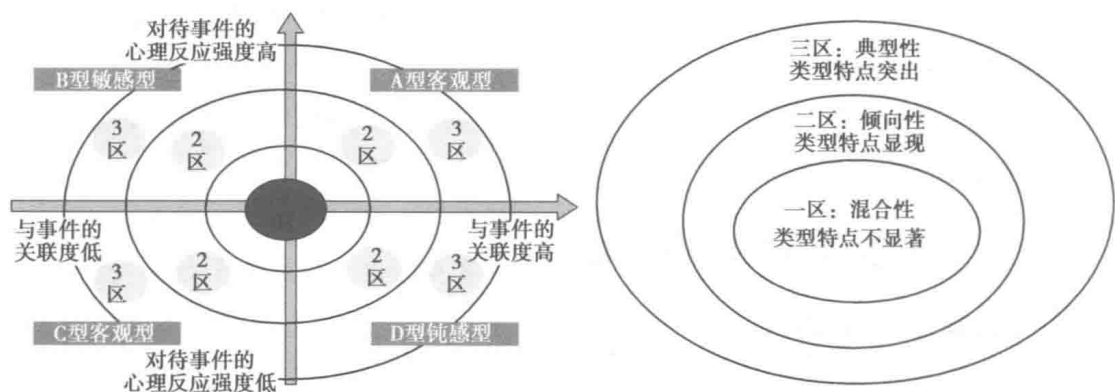 对待事件的
心理反应强度高
B型敏感型
A型客观型
3
区
2
区
2
区
3
区
与事件的
关联度低
与事件的
关联度高
3
区
2
区
2
区
3
区
C型客观型
D型钝感型
对待事件的
心理反应强度低
三区：典型性
类型特点突出
二区：倾向性
类型特点显现
一区：混合性
类型特点不显著